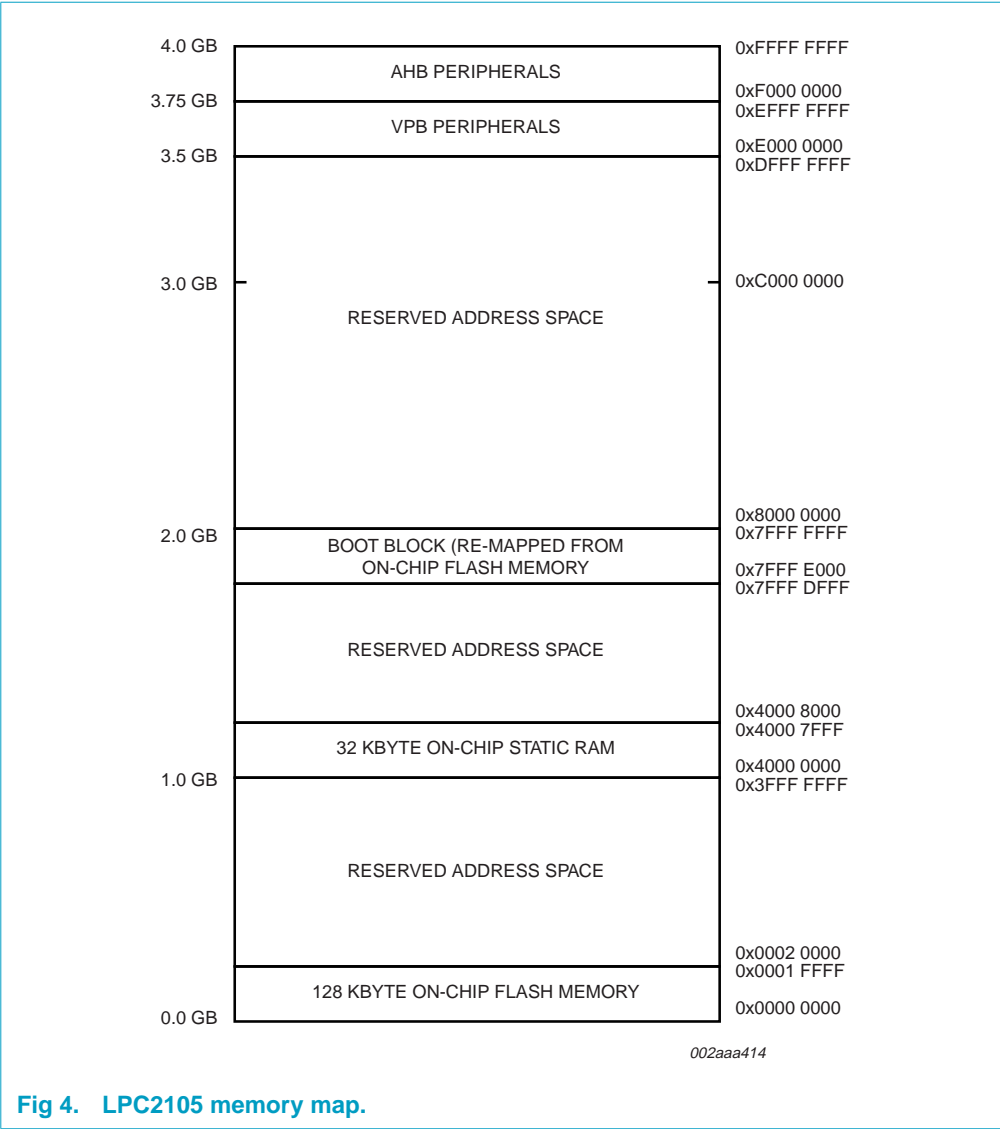 4.0 GB
0xFFFF FFFF
AHB PERIPHERALS
0xF000 0000
3.75 GB
0xEFFF FFFF
VPB PERIPHERALS
0xE000 0000
3.5 GB
0xDFFF FFFF
3.0 GB
0xC000 0000
RESERVED ADDRESS SPACE
0x8000 0000
2.0 GB
0x7FFF FFFF
BOOT BLOCK (RE-MAPPED FROM
ON-CHIP FLASH MEMORY
0x7FFF E000
0x7FFF DFFF
RESERVED ADDRESS SPACE
0x4000 8000
0x4000 7FFF
32 KBYTE ON-CHIP STATIC RAM
0x4000 0000
1.0 GB
0x3FFF FFFF
RESERVED ADDRESS SPACE
0x0002 0000
0x0001 FFFF
128 KBYTE ON-CHIP FLASH MEMORY
0x0000 0000
0.0 GB
002aaa414
Fig 4. LPC2105 memory map.